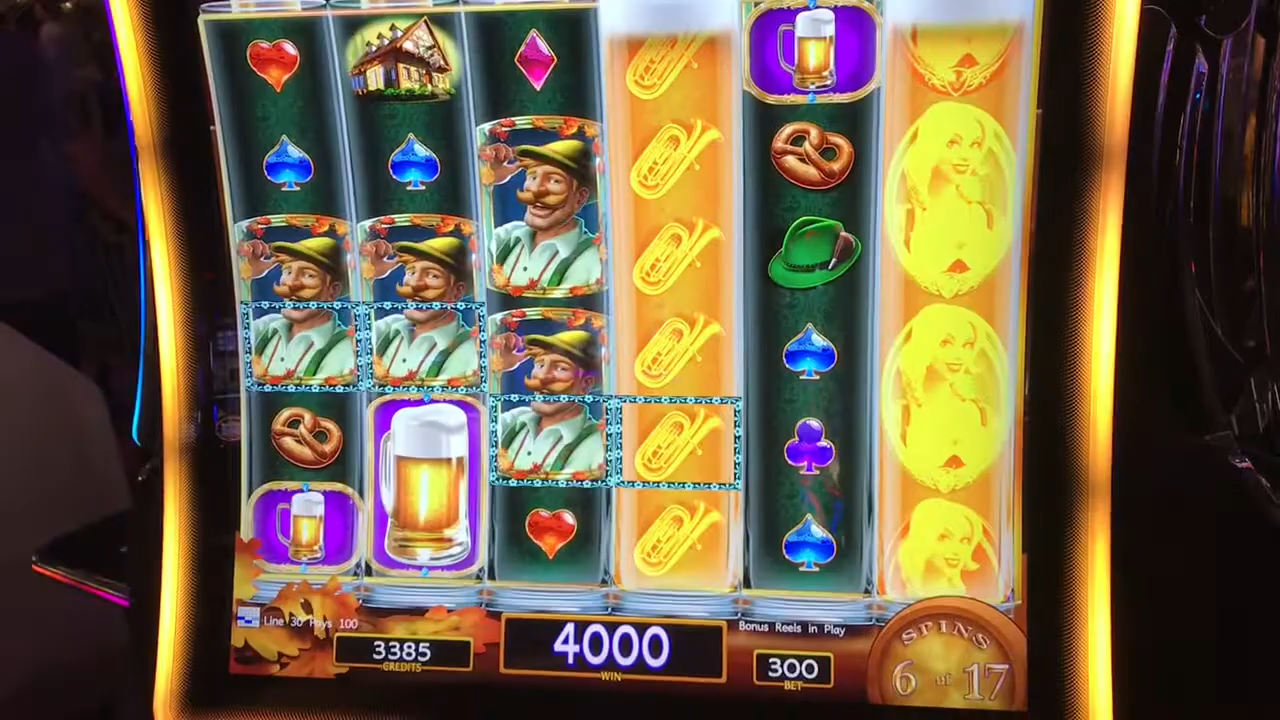 Line 30 Pays 100
3385
CREDITS
4000
WIN
Bonus Reels in Play
300
BET
SPINS
6 of 17